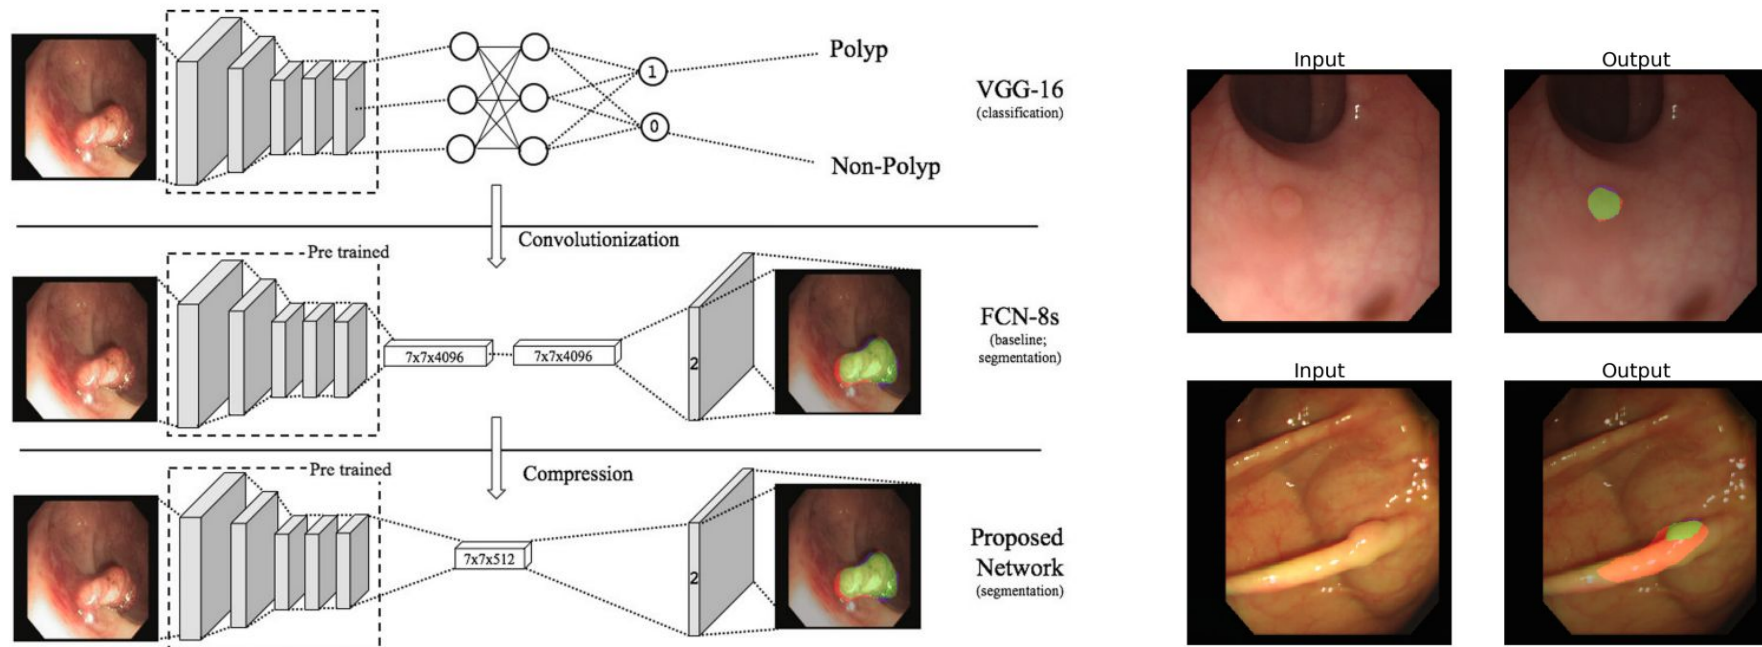 Polyp
1
0
Non-Polyp
VGG-16
(classification)
Convolutionization
Pre trained
7x7x4096
7x7x4096
2
FCN-8s
(baseline;
segmentation)
Compression
Pre trained
7x7x512
2
Proposed
Network
(segmentation)
Input
Output
Input
Output